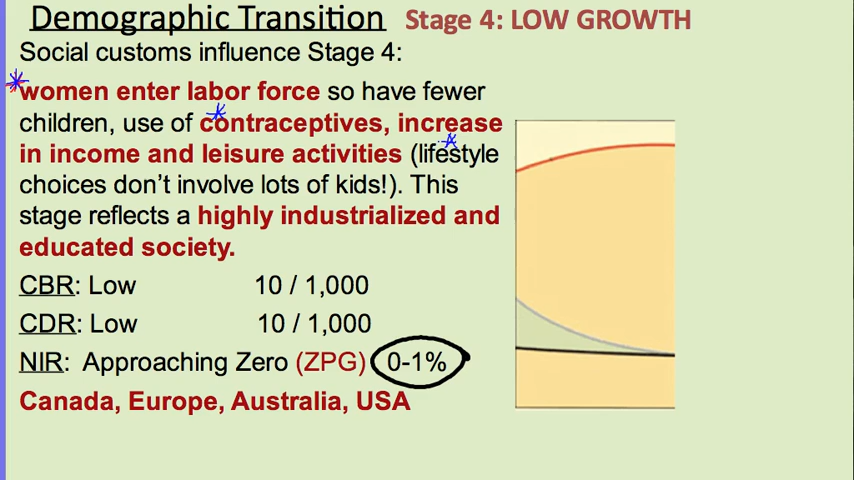 Demographic Transition Stage 4: LOW GROWTH
Social customs influence Stage 4:
women enter labor force so have fewer
children, use of contraceptives, increase
in income and leisure activities (lifestyle
choices don’t involve lots of kids!). This
stage reflects a highly industrialized and
educated society.
CBR: Low 10 / 1,000
CDR: Low 10 / 1,000
NIR: Approaching Zero (ZPG) 0-1%
Canada, Europe, Australia, USA